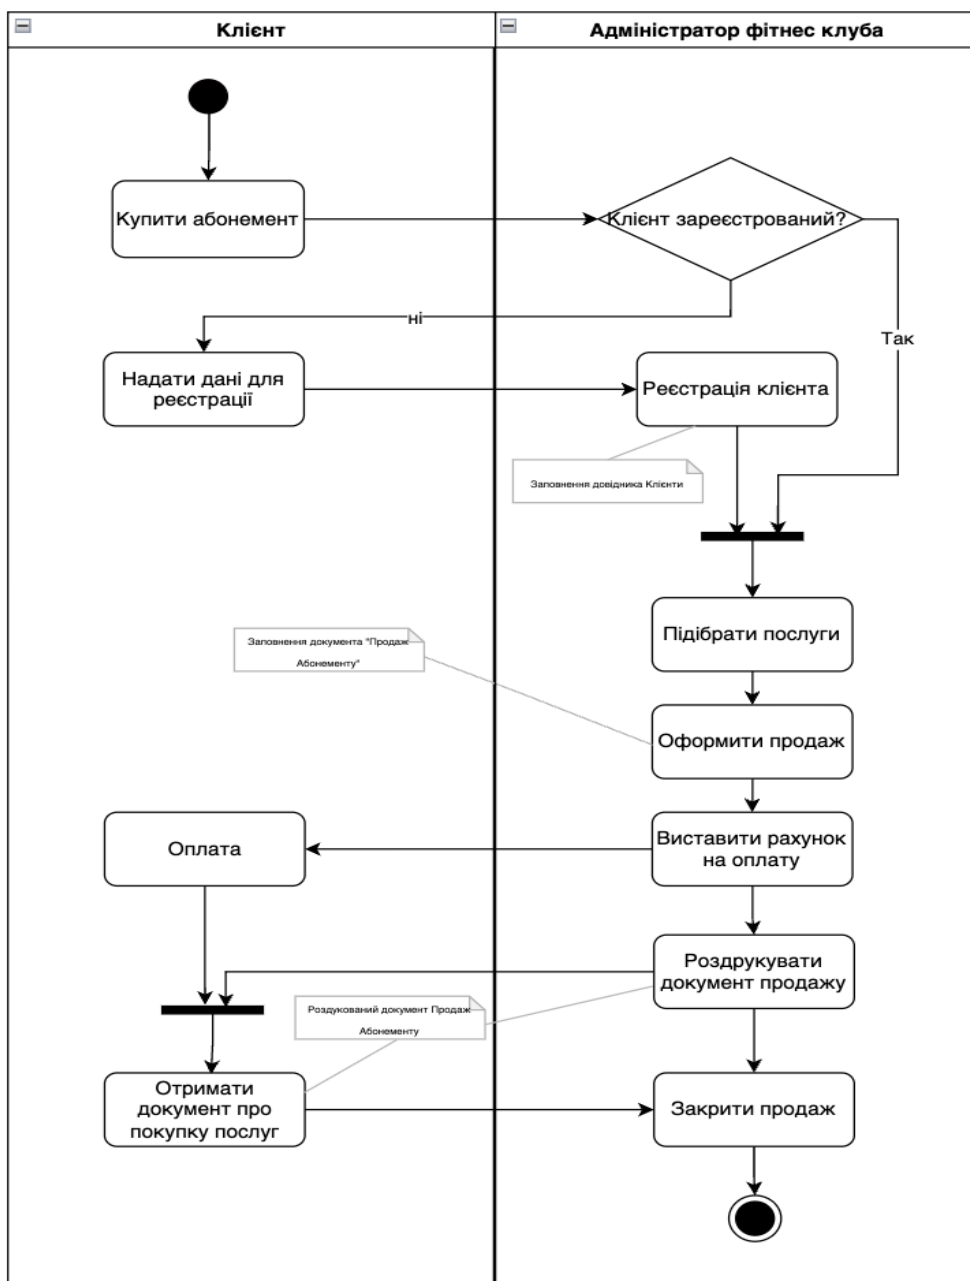 Клієнт
Адміністратор фітнес клуба
Купити абонемент
Клієнт зареєстрований?
ні
Так
Надати дані для
реєстрації
Реєстрація клієнта
Заповнення довідника Клієнти
Підібрати послуги
Заповнення документа "Продаж
Абонементу"
Оформити продаж
Оплата
Виставити рахунок
на оплату
Роздрукувати
документ продажу
Роздукований документ Продаж
Абонементу
Отримати
документ про
покупку послуг
Закрити продаж